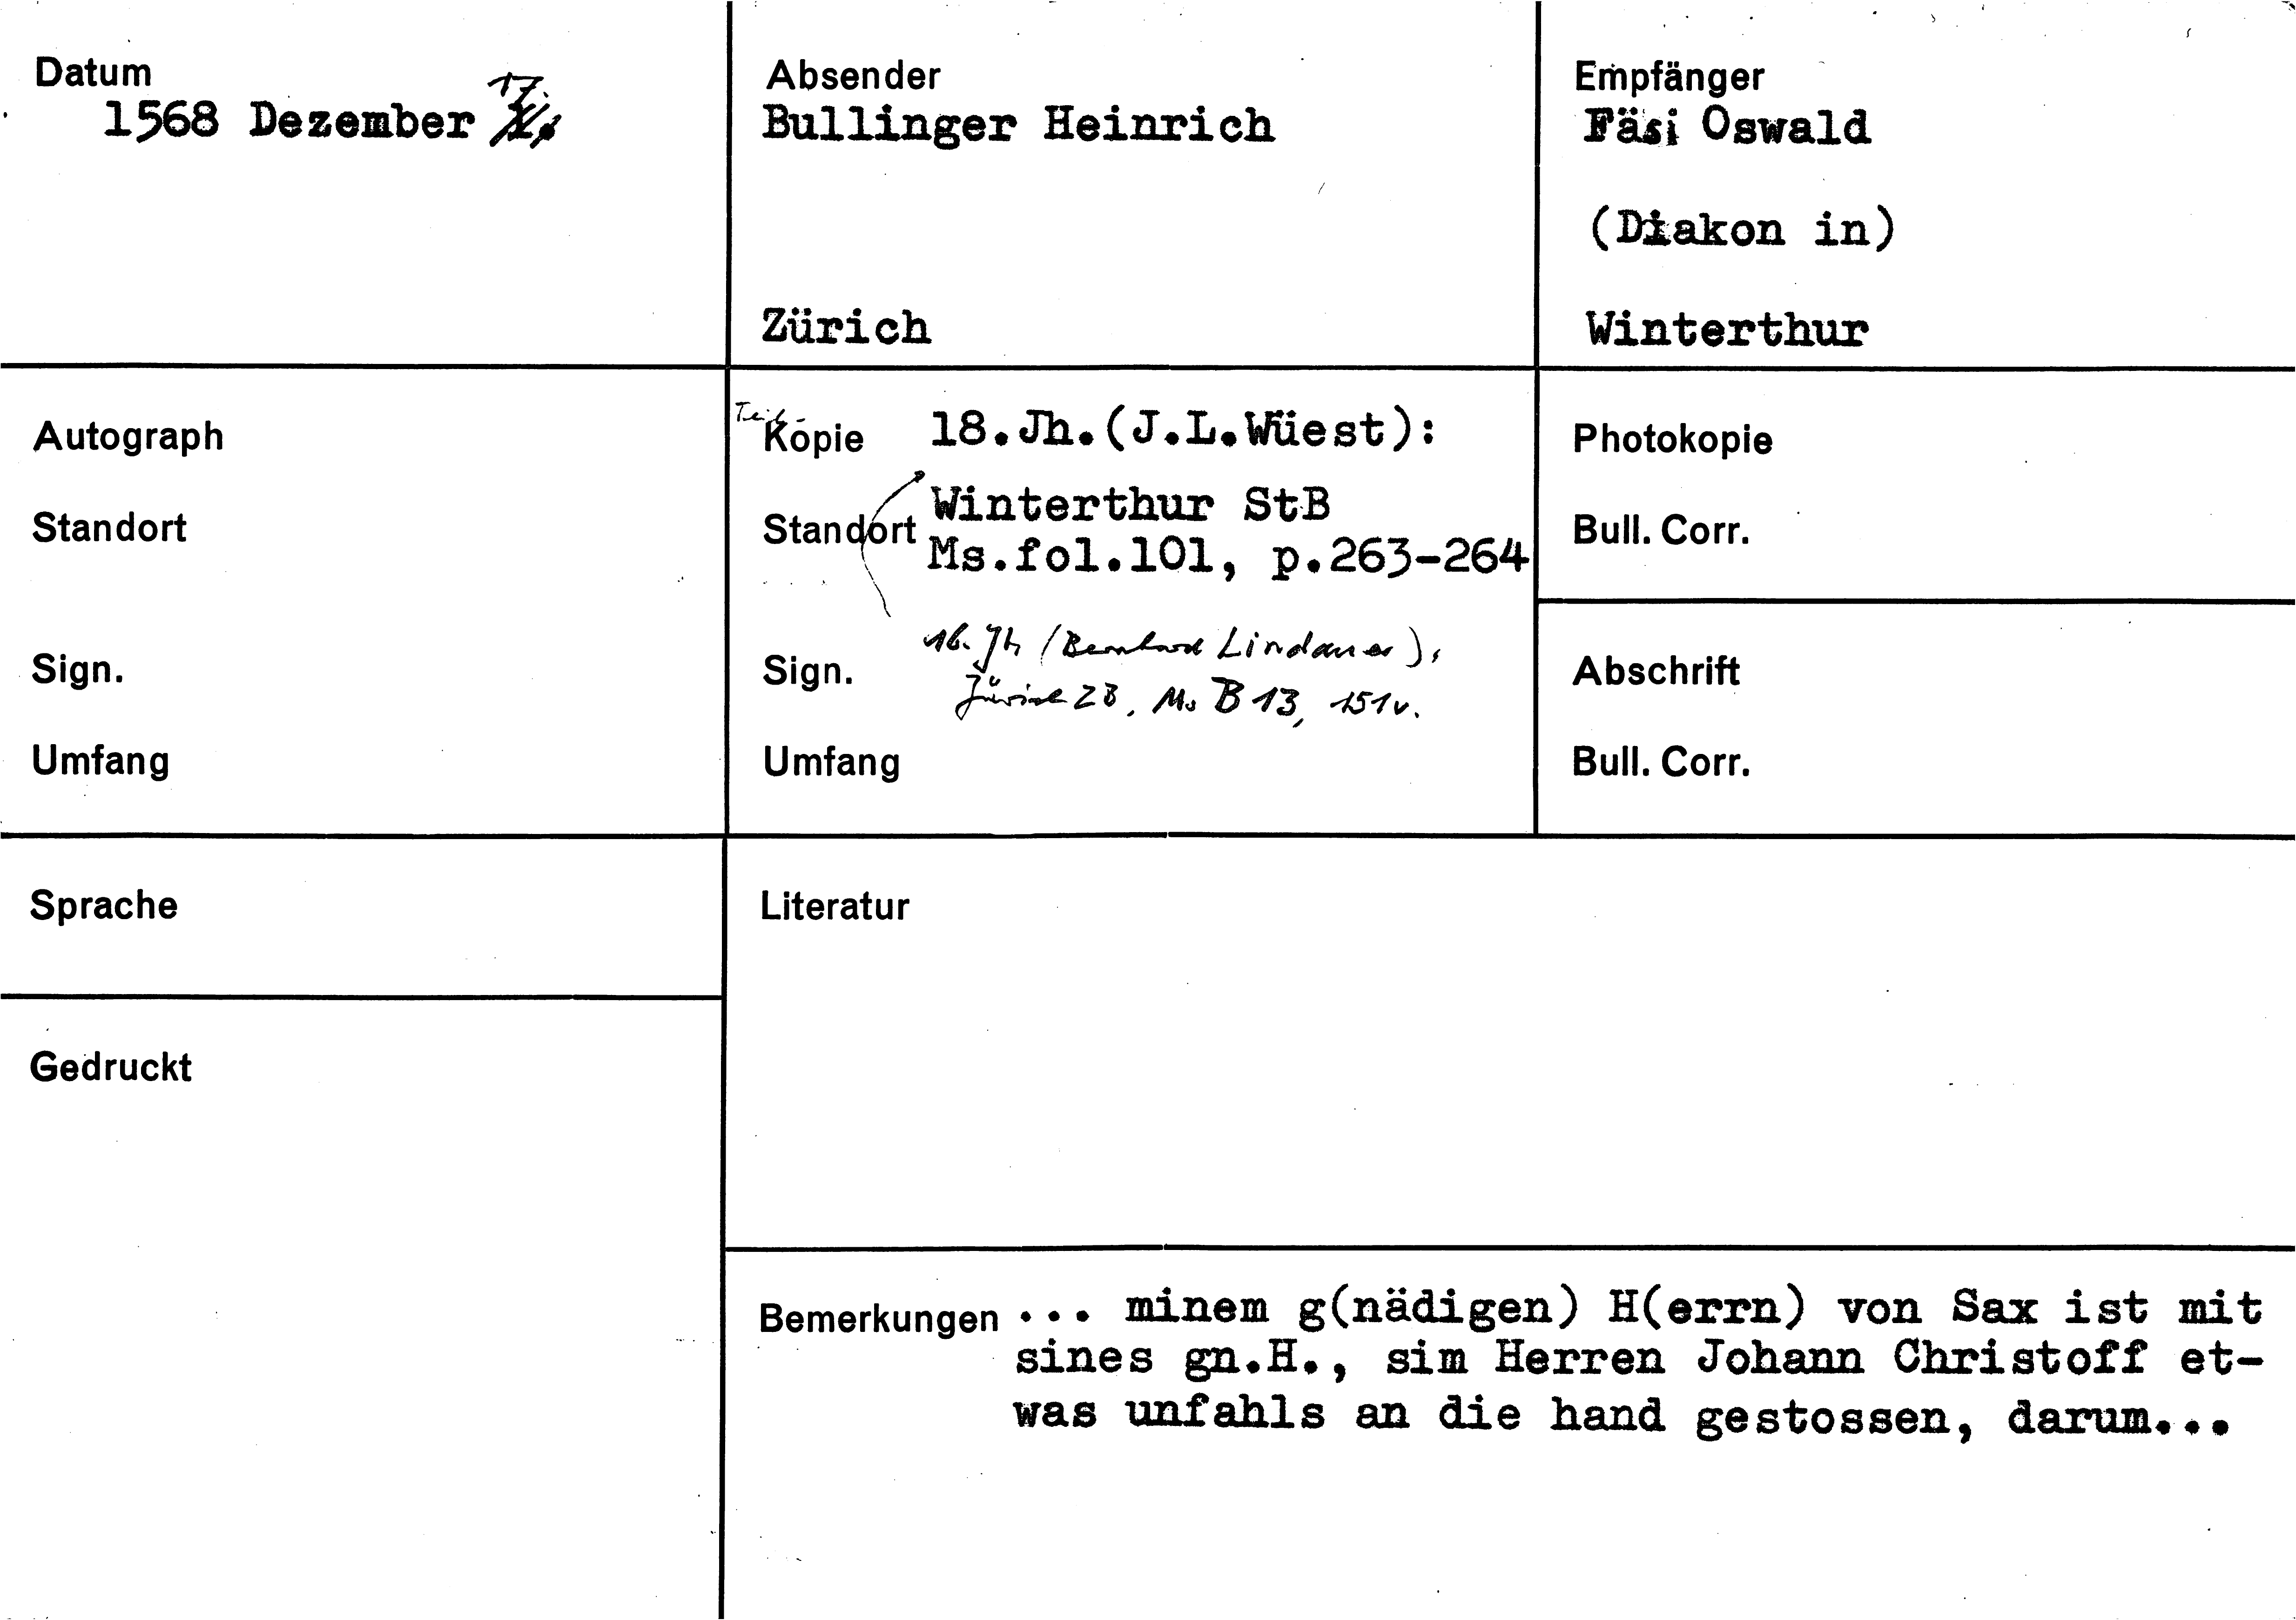 Datum
17.
1568 Dezember
Absender
Bullinger Heinrich
Zürich
Empfänger
Fäsi Oswald
(Diakon in)
Winterthur
Autograph
Standort
Sign.
Umfang
Teil-
Kopie 18.Jh.(J.L.Wüest):
Standort Winterthur StB
Ms.fol.101, p.263-264
Sign. 16. Jh (Bernhard Lindauer),
Zürich ZB, Ms B 13, 151v.
Umfang
Photokopie
Bull. Corr.
Abschrift
Bull. Corr.
Sprache
Literatur
Gedruckt
Bemerkungen ... minem g(nädigen) H(errn) von Sax ist mit
sines gn.H., sim Herren Johann Christoff et-
was unfahls an die hand gestossen, darum...